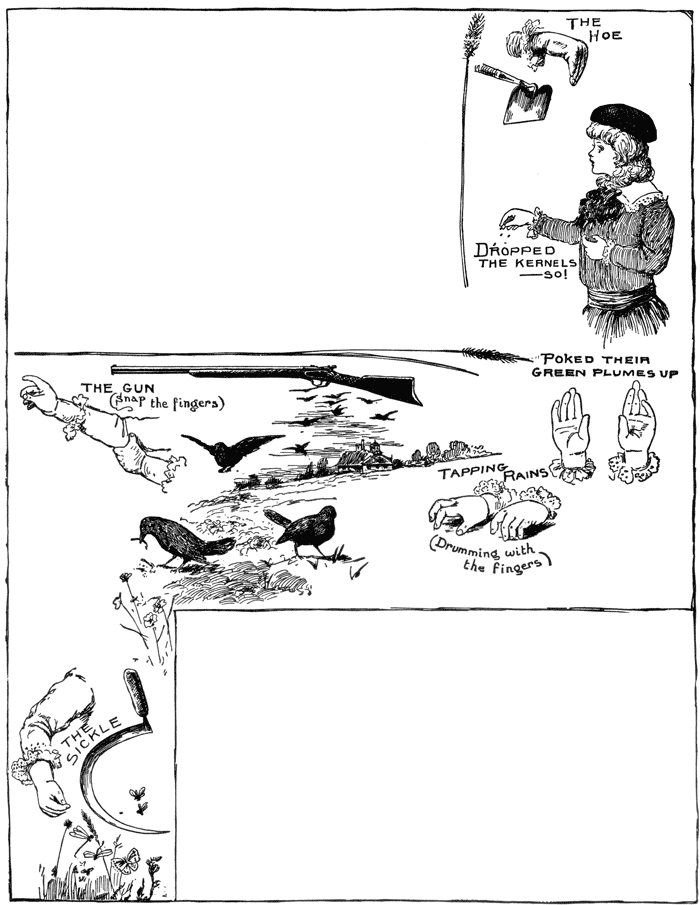 THE
HOE
DROPPED
THE KERNELS
— SO!
POKED THEIR
GREEN PLUMES UP
THE GUN
(snap the fingers)
TAPPING RAINS
(Drumming with
the fingers)
THE
SICKLE